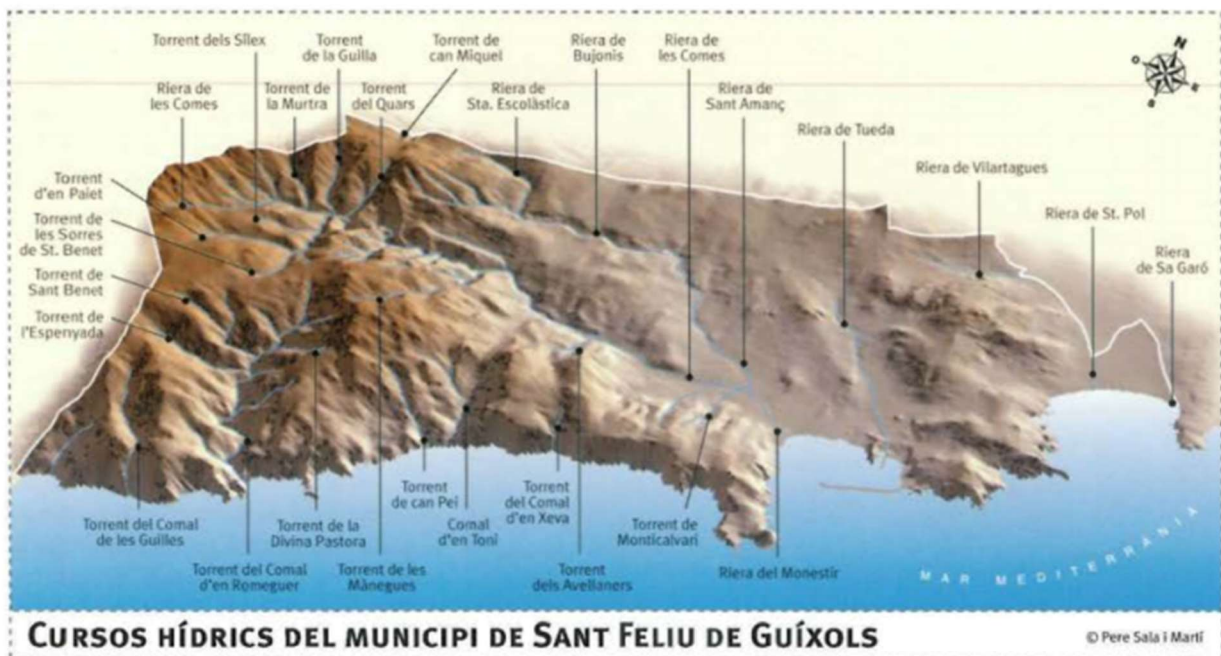 Torrent dels Sílex
Torrent
de la Guilla
Torrent de
can Miquel
Riera de
Bujonis
Riera de
les Comes
N
O
E
S
Riera de
les Comes
Torrent de
la Murtra
Torrent
del Quars
Riera de
Sta. Escolàstica
Riera de
Sant Amanç
Riera de Tueda
Riera de Vilartagues
Riera de St. Pol
Riera
de Sa Garó
Torrent
d'en Paiet
Torrent de
les Sorres
de St. Benet
Torrent de
Sant Benet
Torrent de
l'Espenyada
Torrent del Comal
de les Guilles
Torrent del Comal
d'en Romeguer
Torrent de la
Divina Pastora
Torrent de les
Mànegues
Torrent
de can Pei
Comal
d'en Toni
Torrent
del Comal
d'en Xeva
Torrent
dels Avellaners
Torrent de
Monticalvari
Riera del Monestir
MAR MEDITERRÀNIA
CURSOS HÍDRICS DEL MUNICIPI DE SANT FELIU DE GUÍXOLS
© Pere Sala i Martí